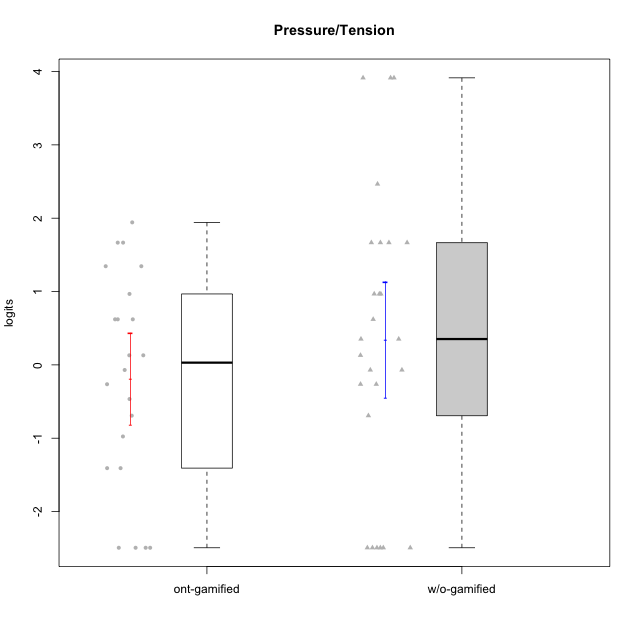 Pressure/Tension
logits
4
3
2
1
0
-1
-2
ont-gamified
w/o-gamified